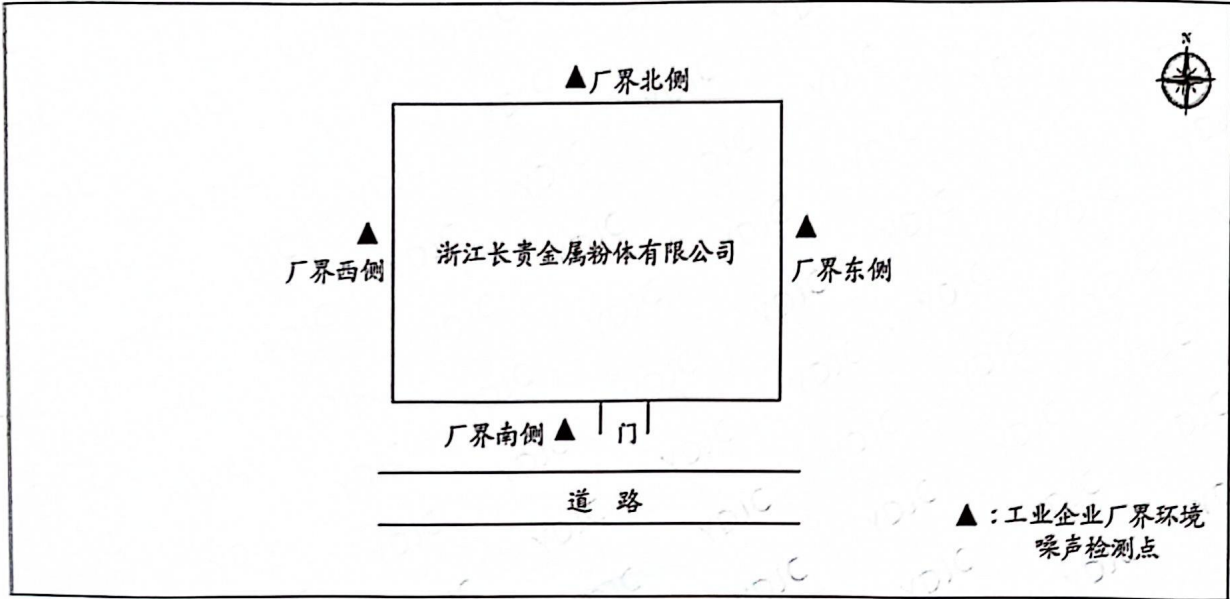 N
▲厂界北侧
▲
厂界西侧
浙江长贵金属粉体有限公司
▲
厂界东侧
厂界南侧 ▲
门
道 路
▲:工业企业厂界环境
噪声检测点